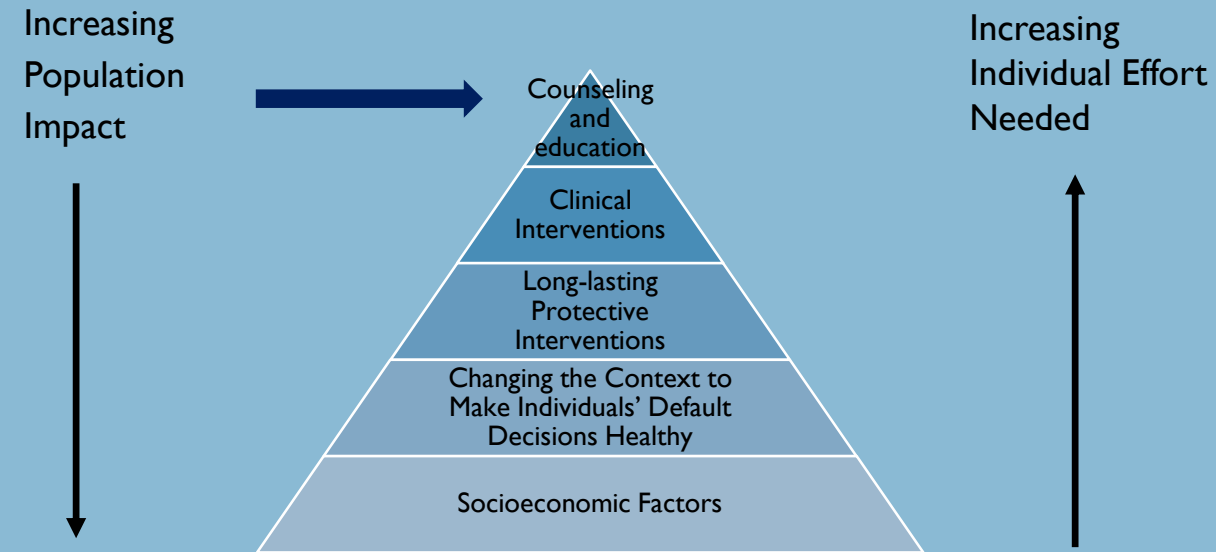 Increasing
Population
Impact
Increasing
Individual Effort
Needed
Counseling
and
education
Clinical
Interventions
Long-lasting
Protective
Interventions
Changing the Context to
Make Individuals’ Default
Decisions Healthy
Socioeconomic Factors